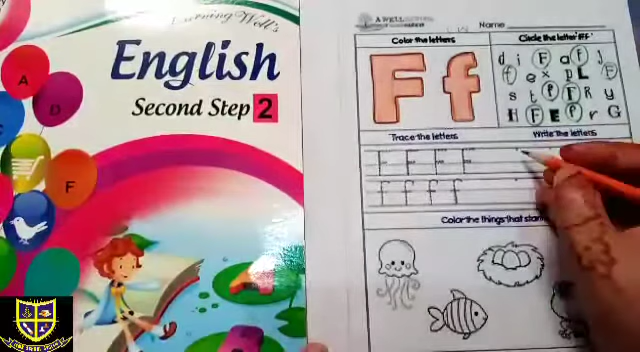 Learning Well's
English
Second Step 2
A
D
F
A WELL
Name
Color the letters
Circle the letter 'Ff'
F f
d i F a F j
f e x p L F
s t F F R y
H F E P r G
Trace the letters
Write the letters
F F F F
f f f f
Color the things that start